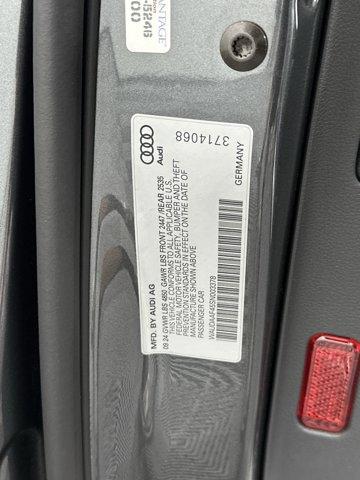 Audi
3714068
GERMANY
MFD. BY AUDI AG
09.24 GVWR LBS 4850 GAWR LBS FRONT 2447 /REAR 2535
THIS VEHICLE CONFORMS TO ALL APPLICABLE U.S.
FEDERAL MOTOR VEHICLE SAFETY, BUMPER AND THEFT
PREVENTION STANDARDS IN EFFECT ON THE DATE OF
MANUFACTURE SHOWN ABOVE
PASSENGER CAR
WAUDAAF45SN003378